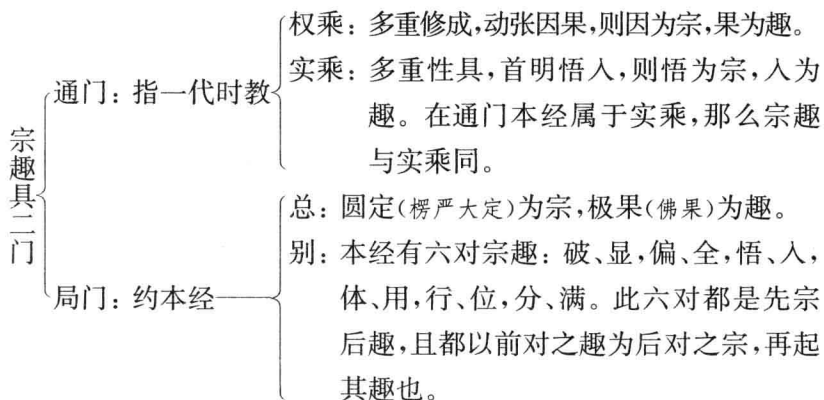 宗趣具二门
通门：指一代时教
权乘：多重修成,动张因果,则因为宗,果为趣。
实乘：多重性具,首明悟人,则悟为宗,人为
趣。在通门本经属于实乘,那么宗趣
与实乘同。
局门：约本经
总：圆定(楞严大定)为宗,极果(佛果)为趣。
别：本经有六对宗趣：破、显,偏、全,悟、人,
体、用,行、位,分、满。此六对都是先宗
后趣,且都以前对之趣为后对之宗,再起
其趣也。